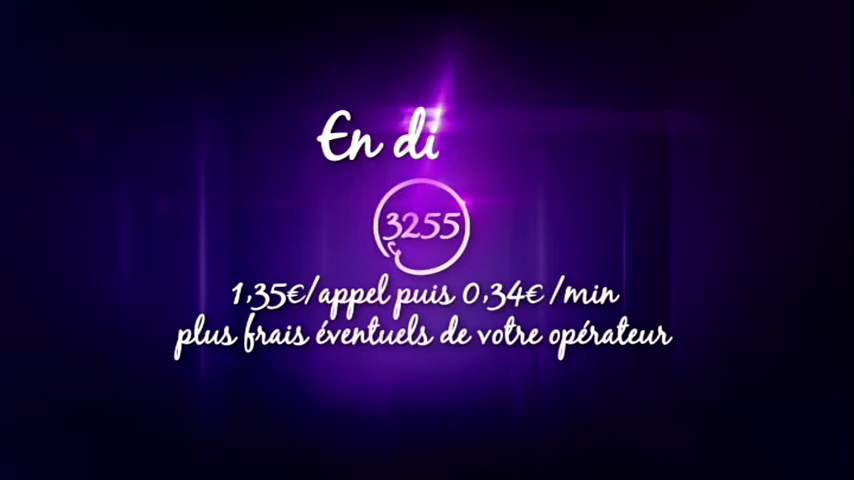 En di
3255
1,35€/appel puis 0,34€/min
plus frais éventuels de votre opérateur